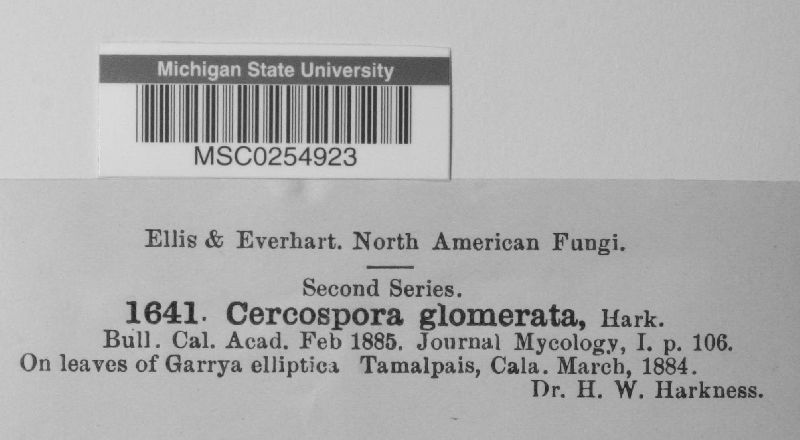 Michigan State University
MSC0254923
Ellis & Everhart. North American Fungi.
Second Series.
1641. Cercospora glomerata, Hark.
Bull. Cal. Acad. Feb 1885. Journal Mycology, I. p. 106.
On leaves of Garrya elliptica Tamalpais, Cala. March, 1884.
Dr. H. W. Harkness.